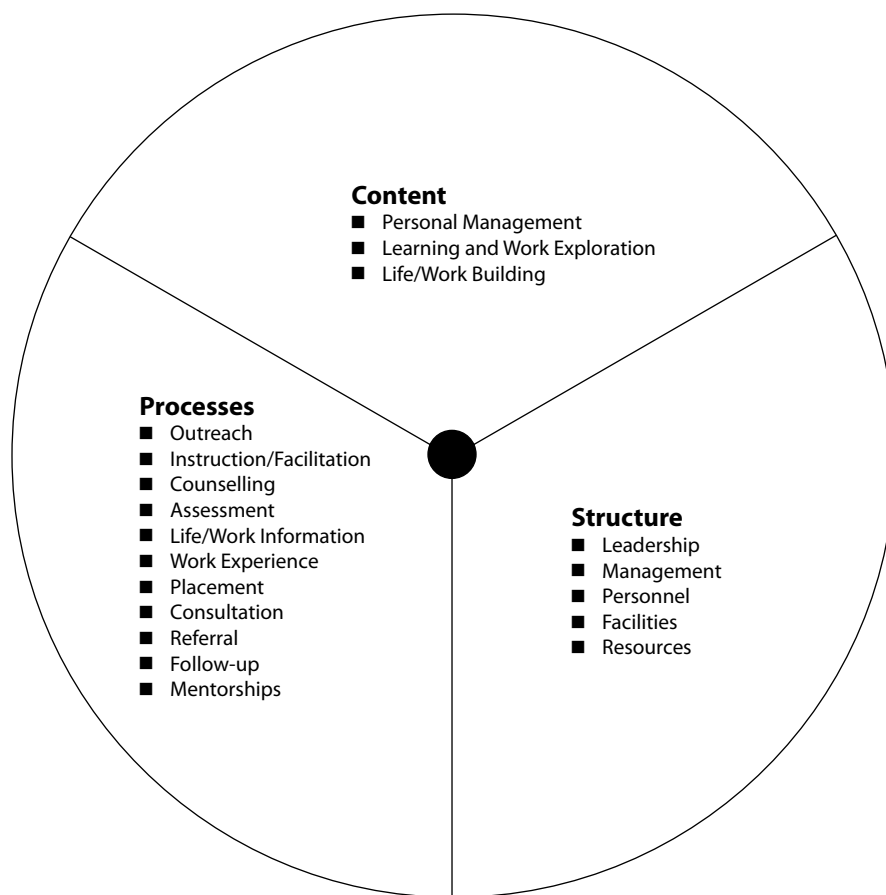 Content
■ Personal Management
■ Learning and Work Exploration
■ Life/Work Building
Processes
■ Outreach
■ Instruction/Facilitation
■ Counselling
■ Assessment
■ Life/Work Information
■ Work Experience
■ Placement
■ Consultation
■ Referral
■ Follow-up
■ Mentorships
Structure
■ Leadership
■ Management
■ Personnel
■ Facilities
■ Resources